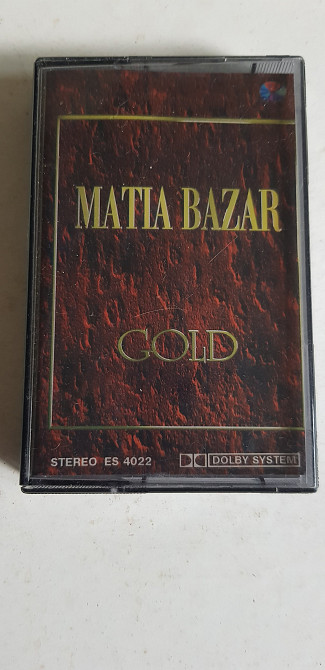 MATIA BAZAR
GOLD
STEREO ES 4022 DOLBY SYSTEM